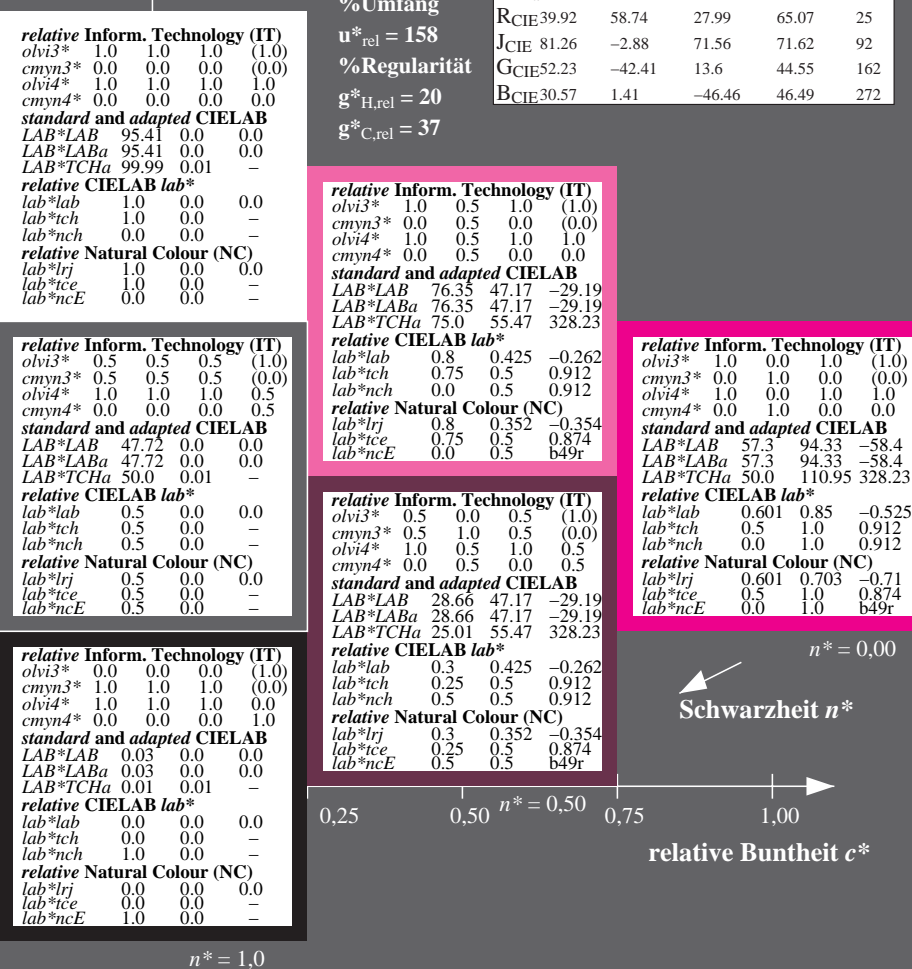 %Umfang
u*rel = 158
%Regularität
g*H,rel = 20
g*C,rel = 37
RCIE 39.92 58.74 27.99 65.07 25
JCIE 81.26 −2.88 71.56 71.62 92
GCIE 52.23 −42.41 13.6 44.55 162
BCIE 30.57 1.41 −46.46 46.49 272
relative Inform. Technology (IT)
olvi3* 1.0 1.0 1.0 (1.0)
cmyn3* 0.0 0.0 0.0 (0.0)
olvi4* 1.0 1.0 1.0 1.0
cmyn4* 0.0 0.0 0.0 0.0
standard and adapted CIELAB
LAB*LAB 95.41 0.0 0.0
LAB*LABa 95.41 0.0 0.0
LAB*TCHa 99.99 0.01 –
relative CIELAB lab*
lab*lab 1.0 0.0 0.0
lab*tch 1.0 0.0 –
lab*nch 0.0 0.0 –
relative Natural Colour (NC)
lab*lrj 1.0 0.0 0.0
lab*tce 1.0 0.0 –
lab*ncE 0.0 0.0 –
relative Inform. Technology (IT)
olvi3* 1.0 0.5 1.0 (1.0)
cmyn3* 0.0 0.5 0.0 (0.0)
olvi4* 1.0 0.5 1.0 1.0
cmyn4* 0.0 0.5 0.0 0.0
standard and adapted CIELAB
LAB*LAB 76.35 47.17 −29.19
LAB*LABa 76.35 47.17 −29.19
LAB*TCHa 75.0 55.47 328.23
relative CIELAB lab*
lab*lab 0.8 0.425 −0.262
lab*tch 0.75 0.5 0.912
lab*nch 0.0 0.5 0.912
relative Natural Colour (NC)
lab*lrj 0.8 0.352 −0.354
lab*tce 0.75 0.5 0.874
lab*ncE 0.0 0.5 b49r
relative Inform. Technology (IT)
olvi3* 0.5 0.5 0.5 (1.0)
cmyn3* 0.5 0.5 0.5 (0.0)
olvi4* 1.0 1.0 1.0 0.5
cmyn4* 0.0 0.0 0.0 0.5
standard and adapted CIELAB
LAB*LAB 47.72 0.0 0.0
LAB*LABa 47.72 0.0 0.0
LAB*TCHa 50.0 0.01 –
relative CIELAB lab*
lab*lab 0.5 0.0 0.0
lab*tch 0.5 0.0 –
lab*nch 0.5 0.0 –
relative Natural Colour (NC)
lab*lrj 0.5 0.0 0.0
lab*tce 0.5 0.0 –
lab*ncE 0.5 0.0 –
relative Inform. Technology (IT)
olvi3* 1.0 0.0 1.0 (1.0)
cmyn3* 0.0 1.0 0.0 (0.0)
olvi4* 1.0 0.0 1.0 1.0
cmyn4* 0.0 1.0 0.0 0.0
standard and adapted CIELAB
LAB*LAB 57.3 94.33 −58.4
LAB*LABa 57.3 94.33 −58.4
LAB*TCHa 50.0 110.95 328.23
relative CIELAB lab*
lab*lab 0.601 0.85 −0.525
lab*tch 0.5 1.0 0.912
lab*nch 0.0 1.0 0.912
relative Natural Colour (NC)
lab*lrj 0.601 0.703 −0.71
lab*tce 0.5 1.0 0.874
lab*ncE 0.0 1.0 b49r
relative Inform. Technology (IT)
olvi3* 0.5 0.0 0.5 (1.0)
cmyn3* 0.5 1.0 0.5 (0.0)
olvi4* 1.0 0.5 1.0 0.5
cmyn4* 0.0 0.5 0.0 0.5
standard and adapted CIELAB
LAB*LAB 28.66 47.17 −29.19
LAB*LABa 28.66 47.17 −29.19
LAB*TCHa 25.01 55.47 328.23
relative CIELAB lab*
lab*lab 0.3 0.425 −0.262
lab*tch 0.25 0.5 0.912
lab*nch 0.5 0.5 0.912
relative Natural Colour (NC)
lab*lrj 0.3 0.352 −0.354
lab*tce 0.25 0.5 0.874
lab*ncE 0.5 0.5 b49r
relative Inform. Technology (IT)
olvi3* 0.0 0.0 0.0 (1.0)
cmyn3* 1.0 1.0 1.0 (0.0)
olvi4* 1.0 1.0 1.0 0.0
cmyn4* 0.0 0.0 0.0 1.0
standard and adapted CIELAB
LAB*LAB 0.03 0.0 0.0
LAB*LABa 0.03 0.0 0.0
LAB*TCHa 0.01 0.01 –
relative CIELAB lab*
lab*lab 0.0 0.0 0.0
lab*tch 0.0 0.0 –
lab*nch 1.0 0.0 –
relative Natural Colour (NC)
lab*lrj 0.0 0.0 0.0
lab*tce 0.0 0.0 –
lab*ncE 1.0 0.0 –
n* = 0,00
Schwarzheit n*
n* = 0,50
0,25 0,50 0,75 1,00
relative Buntheit c*
n* = 1,0